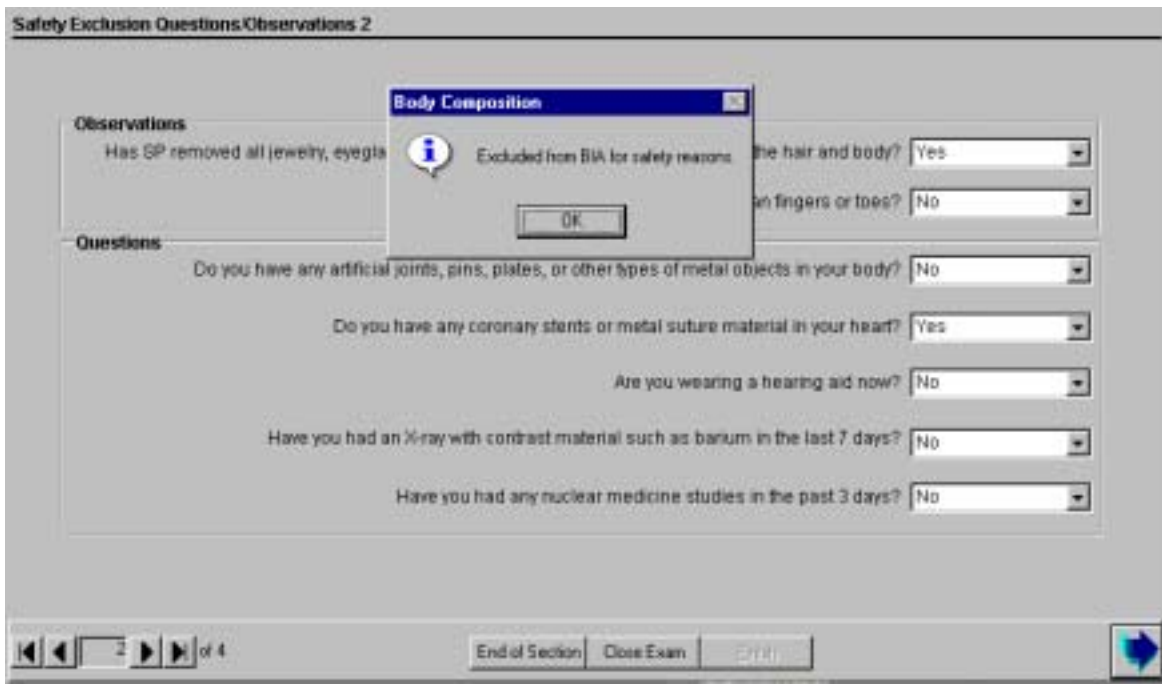 Safety Exclusion Questions/Observations 2
Body Composition
Excluded from BIA for safety reasons.
OK
Observations
Has SP removed all jewelry, the hair and body? Yes
fingers or toes? No
Questions
Do you have any artificial joints, pins, plates, or other types of metal objects in your body? No
Do you have any coronary stents or metal suture material in your heart? Yes
Are you wearing a hearing aid now? No
Have you had an X-ray with contrast material such as barium in the last 7 days? No
Have you had any nuclear medicine studies in the past 3 days? No
2 of 4
End of Section Close Exam